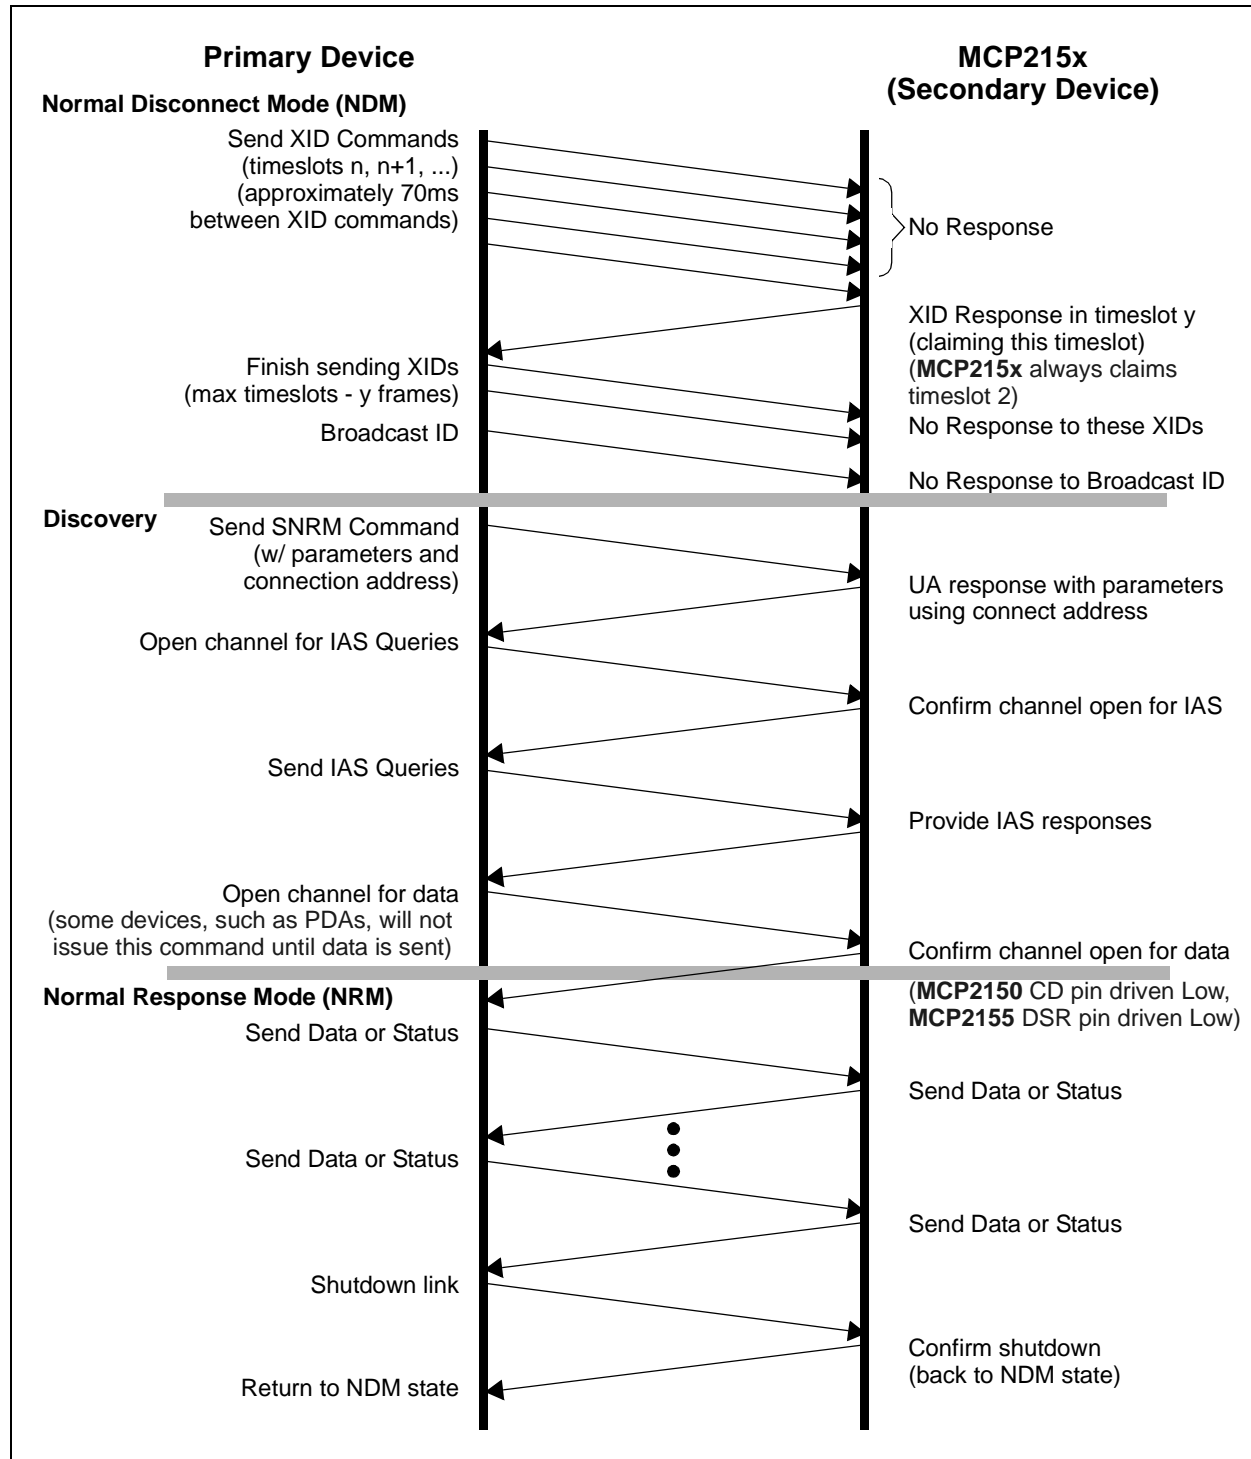 Primary Device
MCP215x
(Secondary Device)
Normal Disconnect Mode (NDM)
Send XID Commands
(timeslots n, n+1, ...)
(approximately 70ms
between XID commands)
No Response
XID Response in timeslot y
(claiming this timeslot)
(MCP215x always claims
timeslot 2)
Finish sending XIDs
(max timeslots - y frames)
No Response to these XIDs
Broadcast ID
No Response to Broadcast ID
Discovery
Send SNRM Command
(w/ parameters and
connection address)
UA response with parameters
using connect address
Open channel for IAS Queries
Confirm channel open for IAS
Send IAS Queries
Provide IAS responses
Open channel for data
(some devices, such as PDAs, will not
issue this command until data is sent)
Confirm channel open for data
(MCP2150 CD pin driven Low,
MCP2155 DSR pin driven Low)
Normal Response Mode (NRM)
Send Data or Status
Send Data or Status
Send Data or Status
Send Data or Status
Shutdown link
Confirm shutdown
(back to NDM state)
Return to NDM state